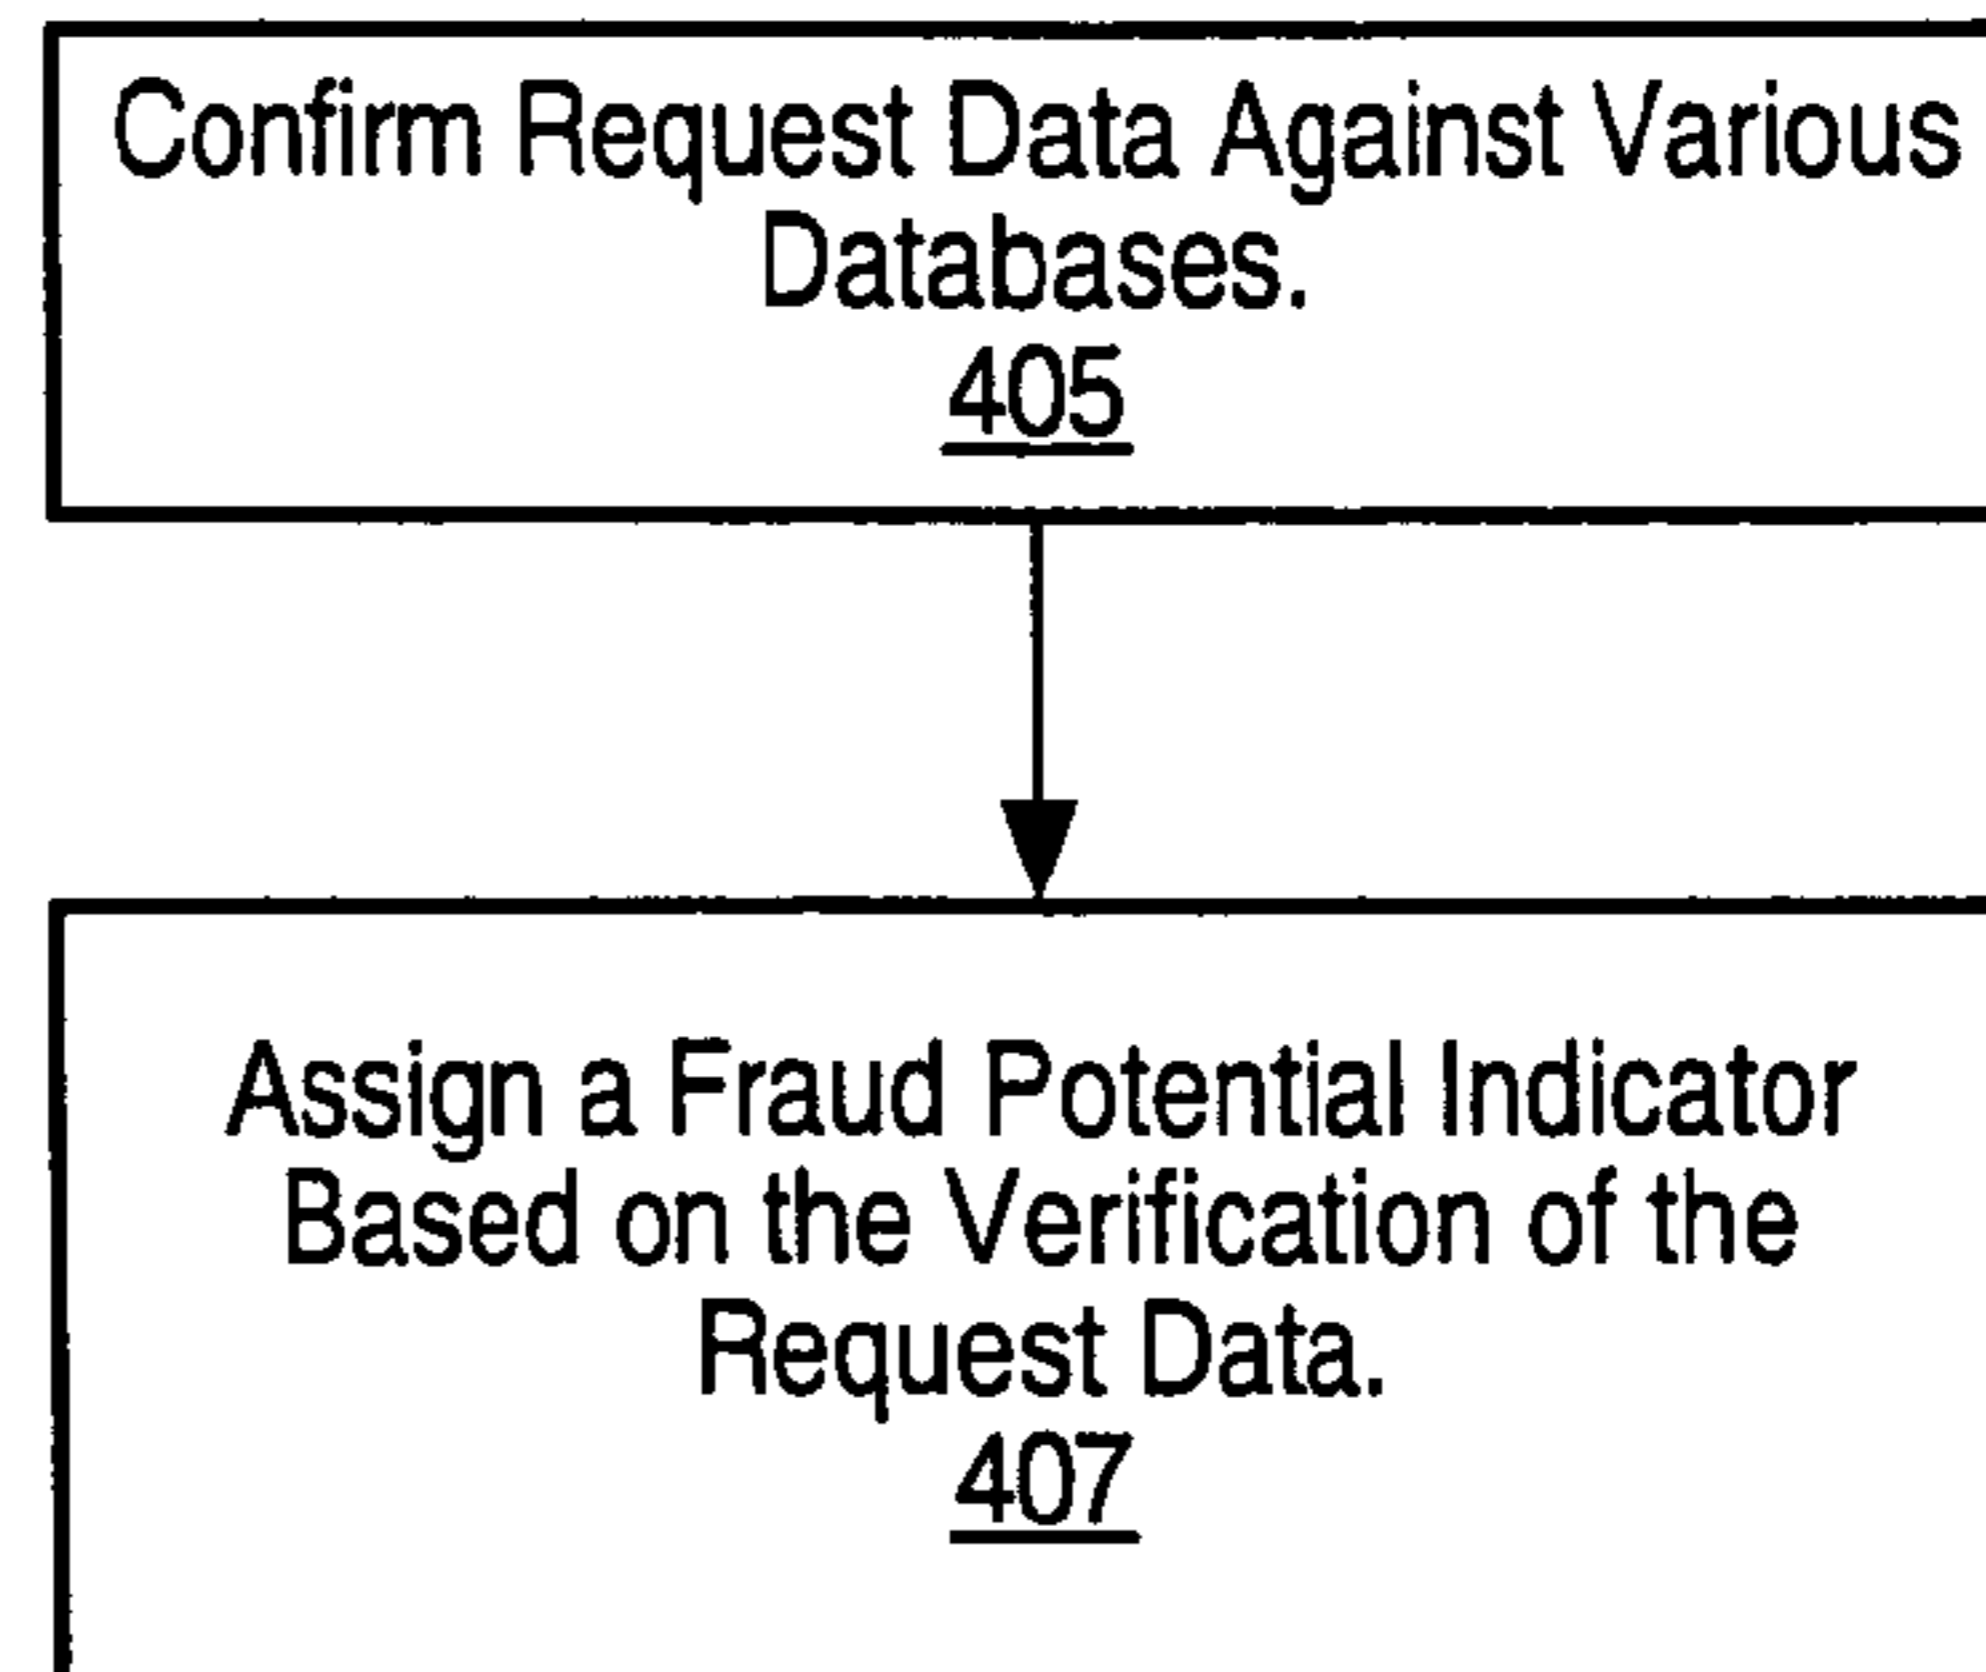 Confirm Request Data Against Various
Databases.
405
Assign a Fraud Potential Indicator
Based on the Verification of the
Request Data.
407